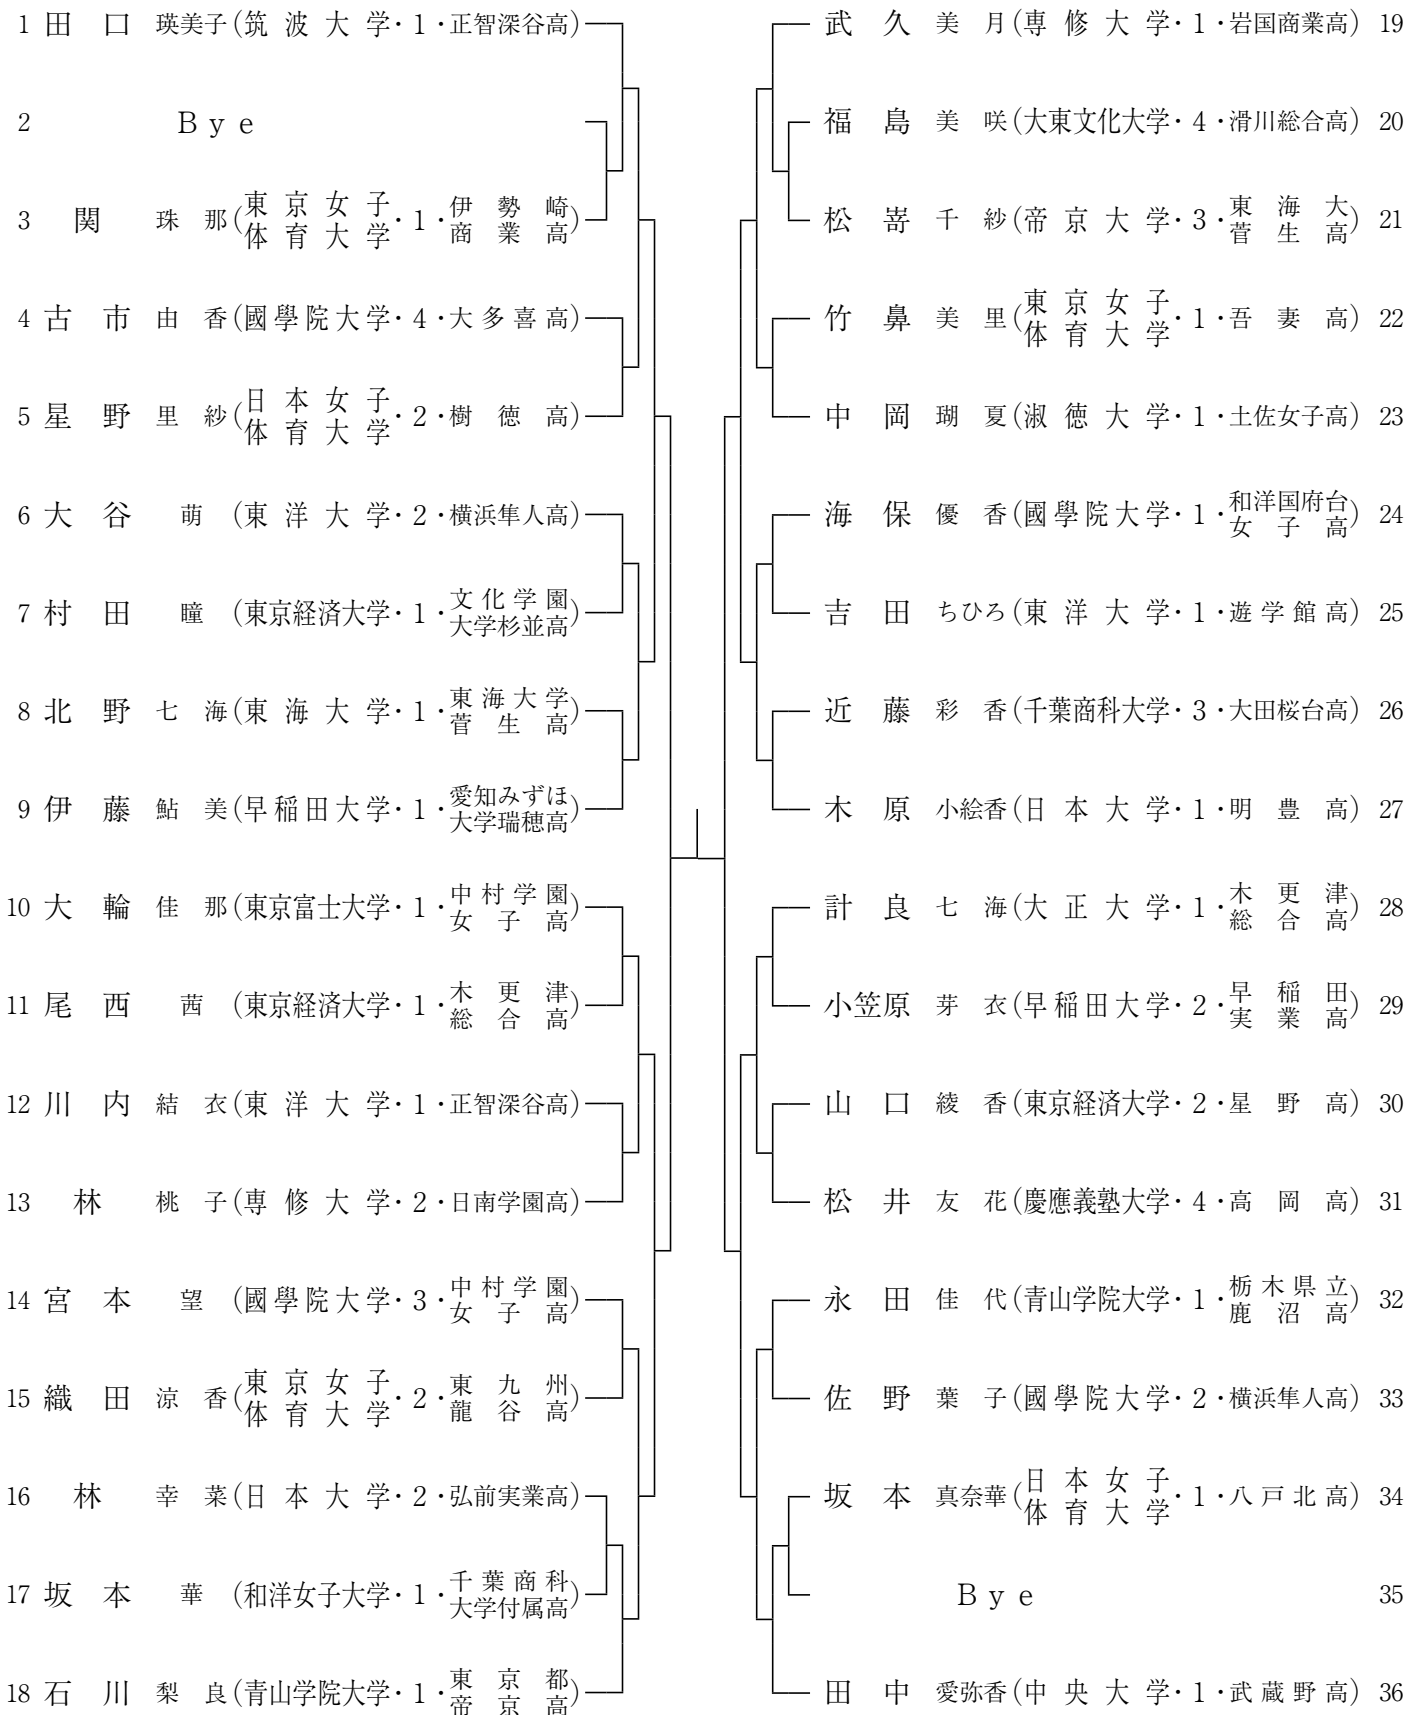 1 田口 瑛美子(筑波大学・1・正智深谷高)
2 Bye
3 関 珠那(東京女子体育大学・1・伊勢崎商業高)
4 古市 由香(國學院大学・4・大多喜高)
5 星野 里紗(日本女子体育大学・2・樹徳高)
6 大谷 萌(東洋大学・2・横浜隼人高)
7 村田 瞳(東京経済大学・1・文化学園大学杉並高)
8 北野 七海(東海大学・1・東海大学菅生高)
9 伊藤 鮎美(早稲田大学・1・愛知みずほ大学瑞穂高)
10 大輪 佳那(東京富士大学・1・中村学園女子高)
11 尾西 茜(東京経済大学・1・木更津総合高)
12 川内 結衣(東洋大学・1・正智深谷高)
13 林 桃子(専修大学・2・日南学園高)
14 宮本 望(國學院大学・3・中村学園女子高)
15 織田 涼香(東京女子体育大学・2・東九州龍谷高)
16 林 幸菜(日本大学・2・弘前実業高)
17 坂本 華(和洋女子大学・1・千葉商科大学付属高)
18 石川 梨良(青山学院大学・1・東京都帝京高)
武久 美月(専修大学・1・岩国商業高) 19
福島 美咲(大東文化大学・4・滑川総合高) 20
松嵜 千紗(帝京大学・3・東海大菅生高) 21
竹鼻 美里(東京女子体育大学・1・吾妻高) 22
中岡 瑚夏(淑徳大学・1・土佐女子高) 23
海保 優香(國學院大学・1・和洋国府台女子高) 24
吉田 ちひろ(東洋大学・1・遊学館高) 25
近藤 彩香(千葉商科大学・3・大田桜台高) 26
木原 小絵香(日本大学・1・明豊高) 27
計良 七海(大正大学・1・木更津総合高) 28
小笠原 芽衣(早稲田大学・2・早稲田実業高) 29
山口 綾香(東京経済大学・2・星野高) 30
松井 友花(慶應義塾大学・4・高岡高) 31
永田 佳代(青山学院大学・1・栃木県立鹿沼高) 32
佐野 葉子(國學院大学・2・横浜隼人高) 33
坂本 真奈華(日本女子体育大学・1・八戸北高) 34
Bye 35
田中 愛弥香(中央大学・1・武蔵野高) 36